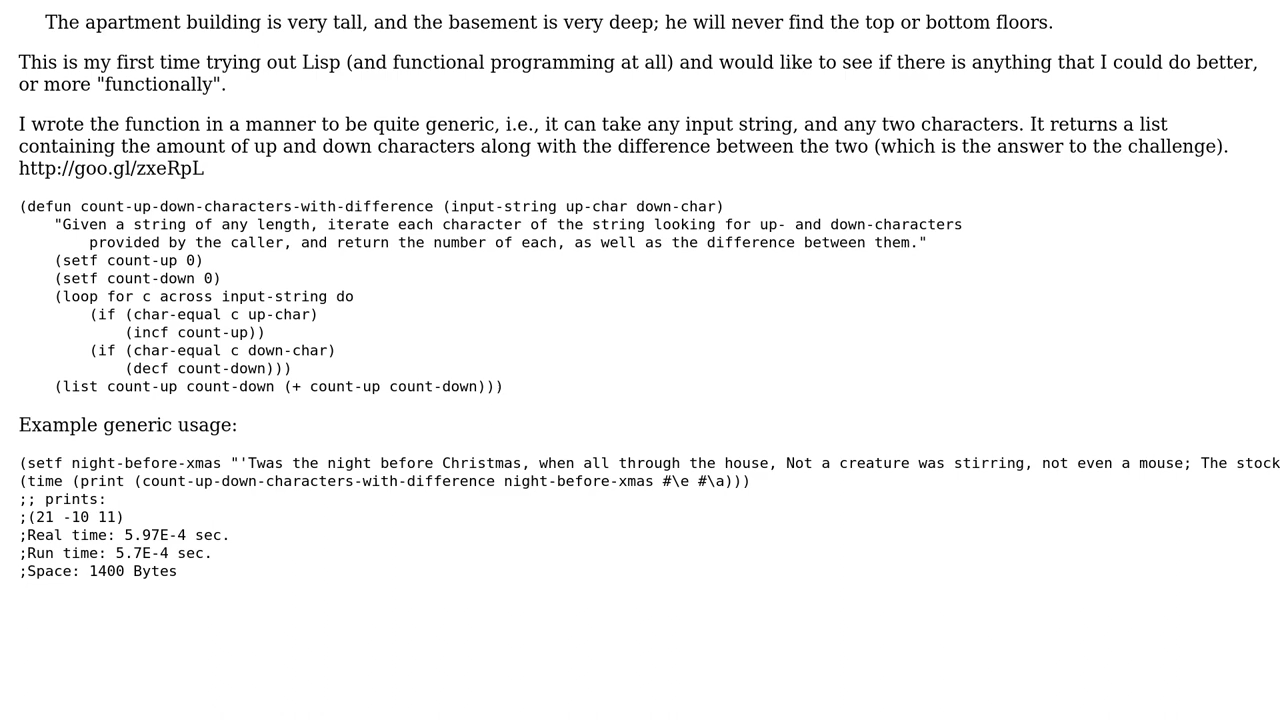 The apartment building is very tall, and the basement is very deep; he will never find the top or bottom floors.
This is my first time trying out Lisp (and functional programming at all) and would like to see if there is anything that I could do better,
or more "functionally".
I wrote the function in a manner to be quite generic, i.e., it can take any input string, and any two characters. It returns a list
containing the amount of up and down characters along with the difference between the two (which is the answer to the challenge).
http://goo.gl/zxeRpL
(defun count-up-down-characters-with-difference (input-string up-char down-char)
    "Given a string of any length, iterate each character of the string looking for up- and down-characters
        provided by the caller, and return the number of each, as well as the difference between them."
    (setf count-up 0)
    (setf count-down 0)
    (loop for c across input-string do
        (if (char-equal c up-char)
            (incf count-up))
        (if (char-equal c down-char)
            (decf count-down)))
    (list count-up count-down (+ count-up count-down)))
Example generic usage:
(setf night-before-xmas "'Twas the night before Christmas, when all through the house, Not a creature was stirring, not even a mouse; The stock
(time (print (count-up-down-characters-with-difference night-before-xmas #\e #\a)))
;; prints:
;(21 -10 11)
;Real time: 5.97E-4 sec.
;Run time: 5.7E-4 sec.
;Space: 1400 Bytes